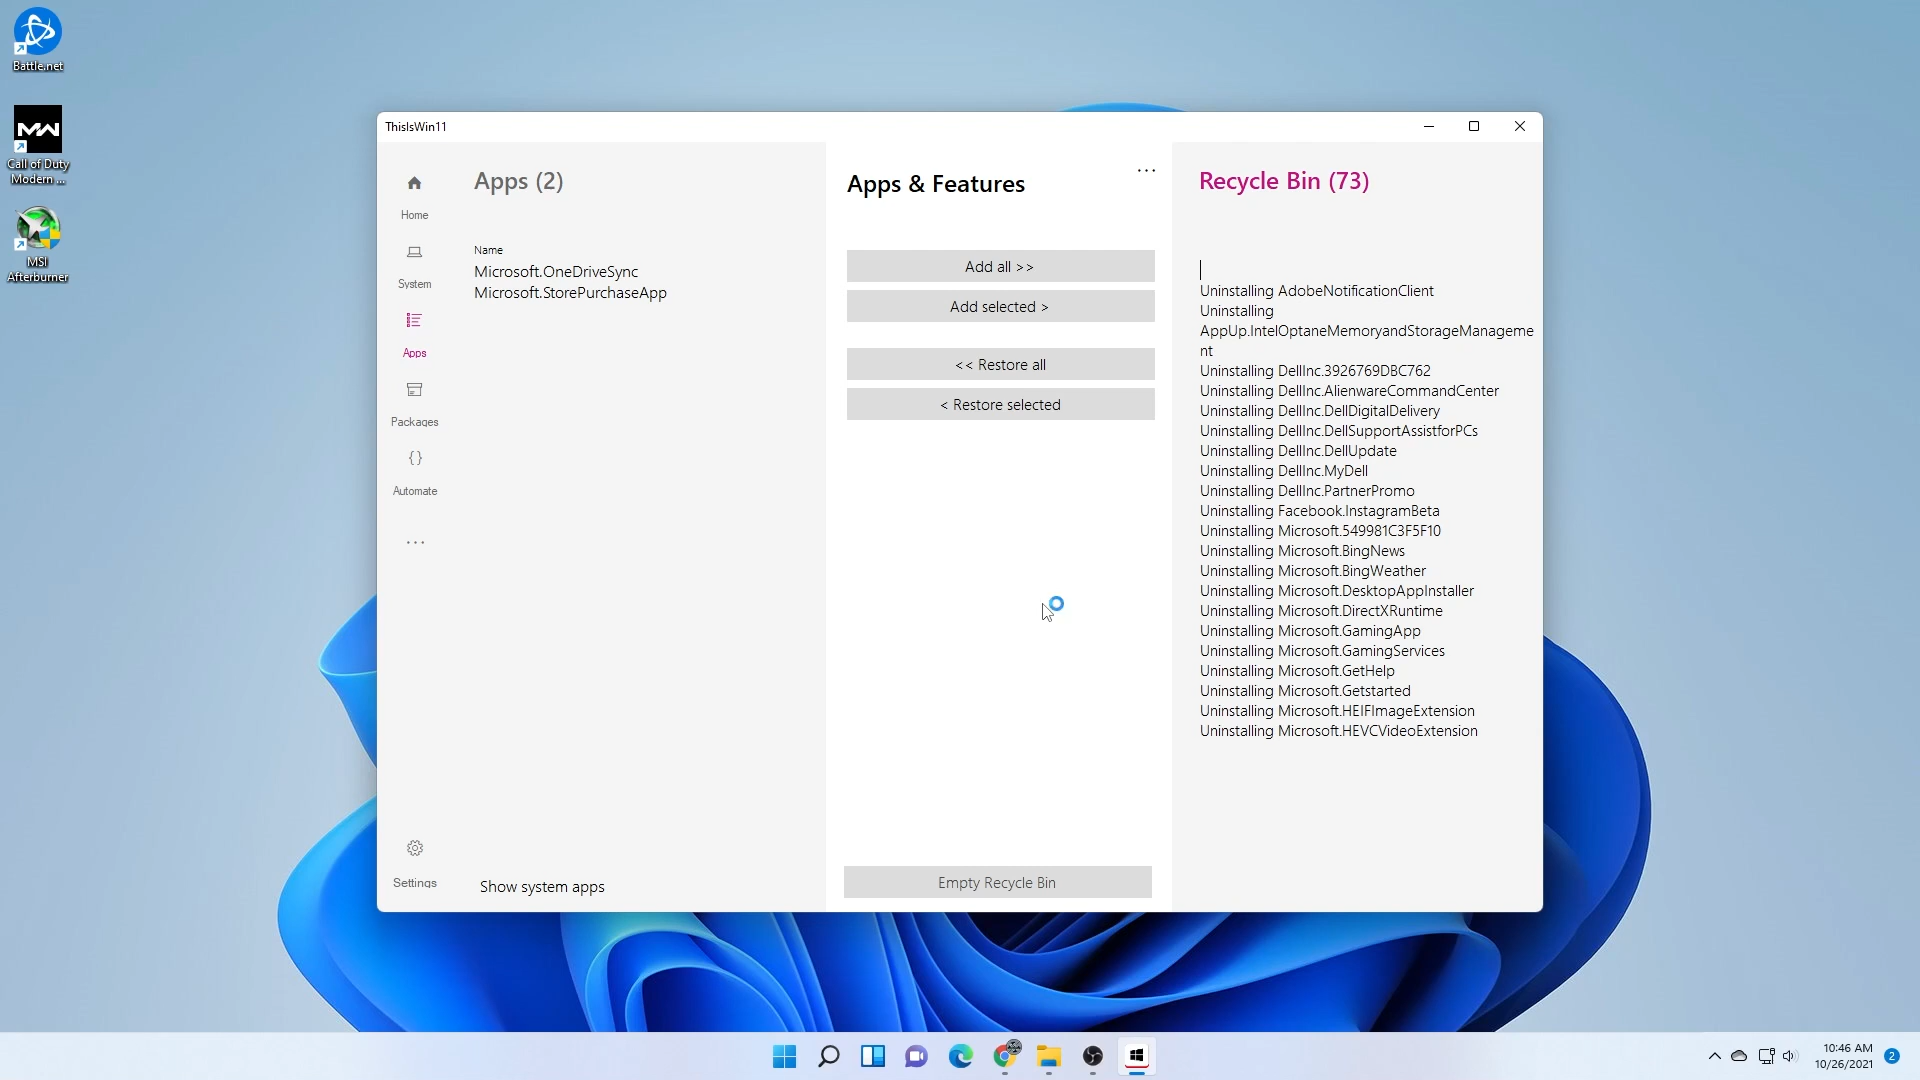 Battle.net
Call of Duty
Modern ...
MSI
Afterburner
ThisIsWin11
Home
System
Apps
Packages
{}
Automate
...
Settings
Apps (2)
Name
Microsoft.OneDriveSync
Microsoft.StorePurchaseApp
Show system apps
...
Apps & Features
Add all >>
Add selected >
<< Restore all
< Restore selected
Empty Recycle Bin
Recycle Bin (73)
Uninstalling AdobeNotificationClient
Uninstalling
AppUp.IntelOptaneMemoryandStorageManageme
nt
Uninstalling DellInc.3926769DBC762
Uninstalling DellInc.AlienwareCommandCenter
Uninstalling DellInc.DellDigitalDelivery
Uninstalling DellInc.DellSupportAssistforPCs
Uninstalling DellInc.DellUpdate
Uninstalling DellInc.MyDell
Uninstalling DellInc.PartnerPromo
Uninstalling Facebook.InstagramBeta
Uninstalling Microsoft.549981C3F5F10
Uninstalling Microsoft.BingNews
Uninstalling Microsoft.BingWeather
Uninstalling Microsoft.DesktopAppInstaller
Uninstalling Microsoft.DirectXRuntime
Uninstalling Microsoft.GamingApp
Uninstalling Microsoft.GamingServices
Uninstalling Microsoft.GetHelp
Uninstalling Microsoft.Getstarted
Uninstalling Microsoft.HEIFImageExtension
Uninstalling Microsoft.HEVCVideoExtension
10:46 AM
10/26/2021
2